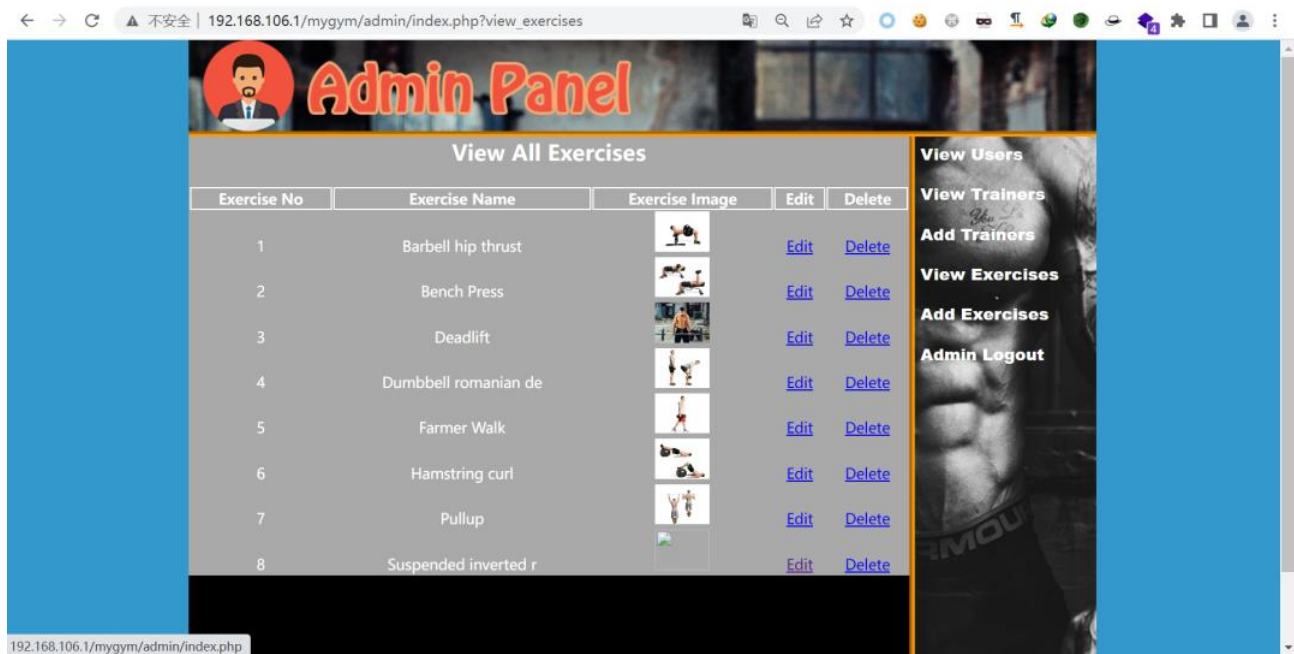 不安全 192.168.106.1/mygym/admin/index.php?view_exercises
4
Admin Panel
View All Exercises
Exercise No Exercise Name Exercise Image Edit Delete
1 Barbell hip thrust Edit Delete
2 Bench Press Edit Delete
3 Deadlift Edit Delete
4 Dumbbell romanian de Edit Delete
5 Farmer Walk Edit Delete
6 Hamstring curl Edit Delete
7 Pullup Edit Delete
8 Suspended inverted r Edit Delete
View Users
View Trainers
You
Add Trainers
View Exercises
Add Exercises
Admin Logout
ARMOUR
192.168.106.1/mygym/admin/index.php